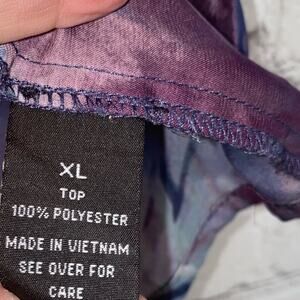 XL
TOP
100% POLYESTER
MADE IN VIETNAM
SEE OVER FOR
CARE